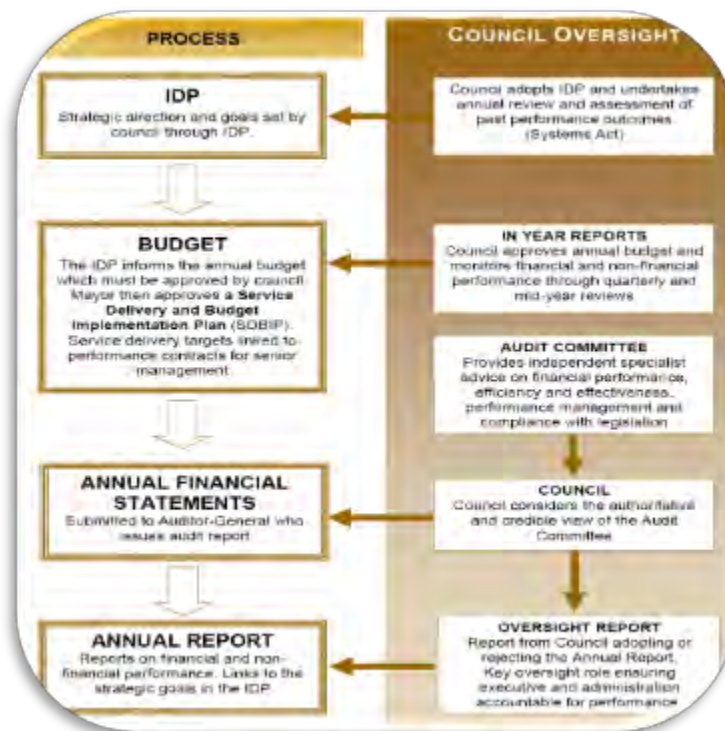 PROCESS
IDP
Strategic direction and goals set by
council through IDP.
BUDGET
The IDP informs the annual budget
which must be approved by council.
Mayor then approves a Service
Delivery and Budget
Implementation Plan (SDBIP).
Service delivery targets linked to
performance contracts for senior
management
ANNUAL FINANCIAL
STATEMENTS
Submitted to Auditor-General who
issues audit report
ANNUAL REPORT
Reports on financial and non-
financial performance. Links to the
strategic goals in the IDP
COUNCIL OVERSIGHT
Council adopts IDP and undertakes
annual review and assessment of
past performance outcomes
(Systems Act)
IN YEAR REPORTS
Council approves annual budget and
monitors financial and non-financial
performance through quarterly and
mid-year reviews
AUDIT COMMITTEE
Provides independent specialist
advice on financial performance,
efficiency and effectiveness,
performance management and
compliance with legislation
COUNCIL
Council considers the authoritative
and credible view of the Audit
Committee
OVERSIGHT REPORT
Report from Council adopting or
rejecting the Annual Report.
Key oversight role ensuring
executive and administration
accountable for performance